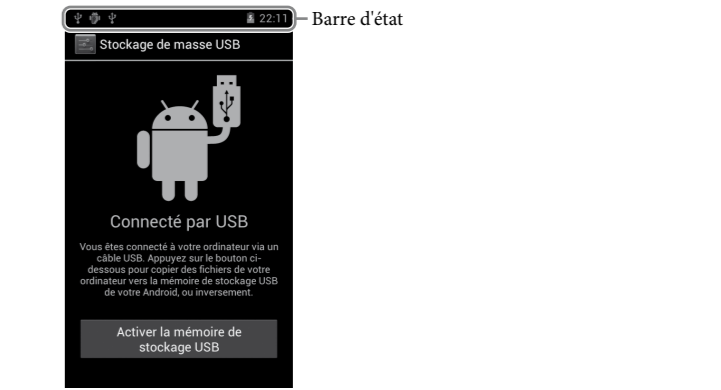 22:11
Barre d'état
Stockage de masse USB
Connecté par USB
Vous êtes connecté à votre ordinateur via un
câble USB. Appuyez sur le bouton ci-
dessous pour copier des fichiers de votre
ordinateur vers la mémoire de stockage USB
de votre Android, ou inversement.
Activer la mémoire de
stockage USB